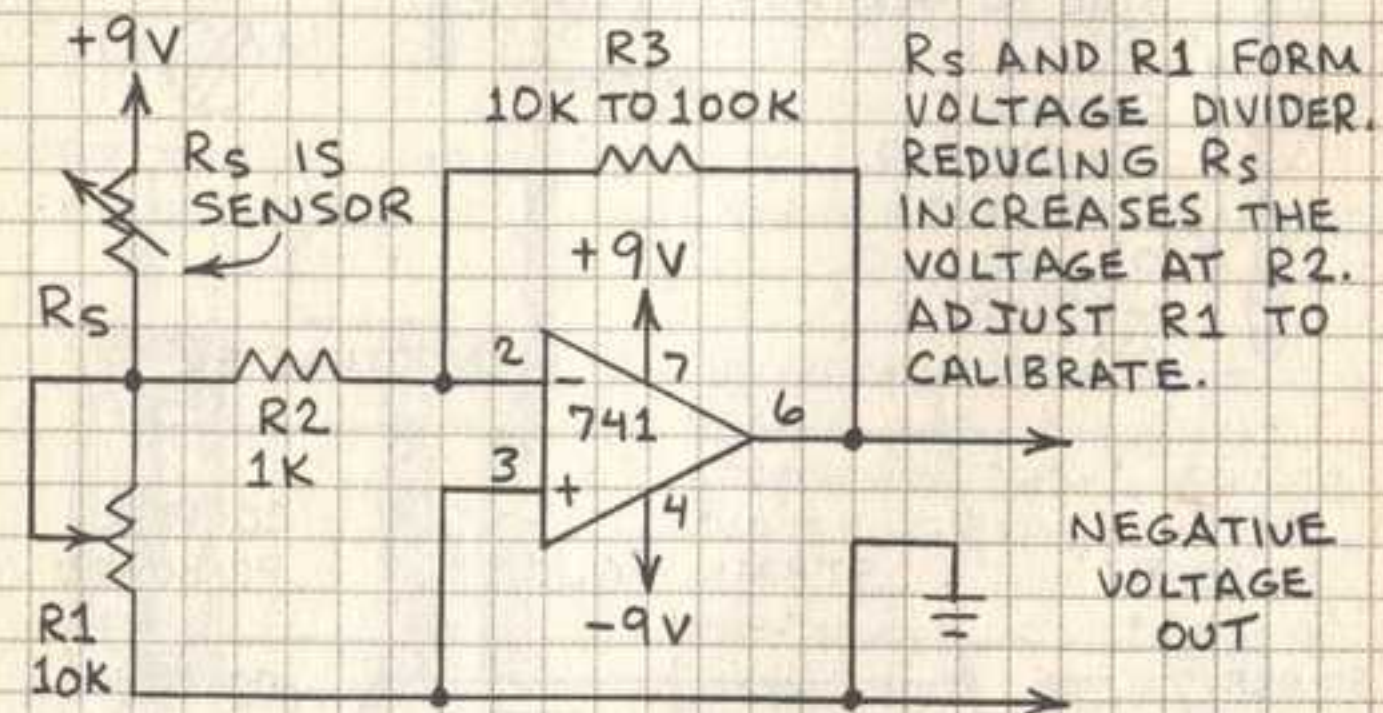 +9V
R3
10K TO 100K
Rs IS
SENSOR
Rs AND R1 FORM
VOLTAGE DIVIDER.
REDUCING Rs
INCREASES THE
VOLTAGE AT R2.
ADJUST R1 TO
CALIBRATE.
+9V
Rs
2
7
-
741
6
R2
1K
3
+
4
-9V
NEGATIVE
VOLTAGE
OUT
R1
10K